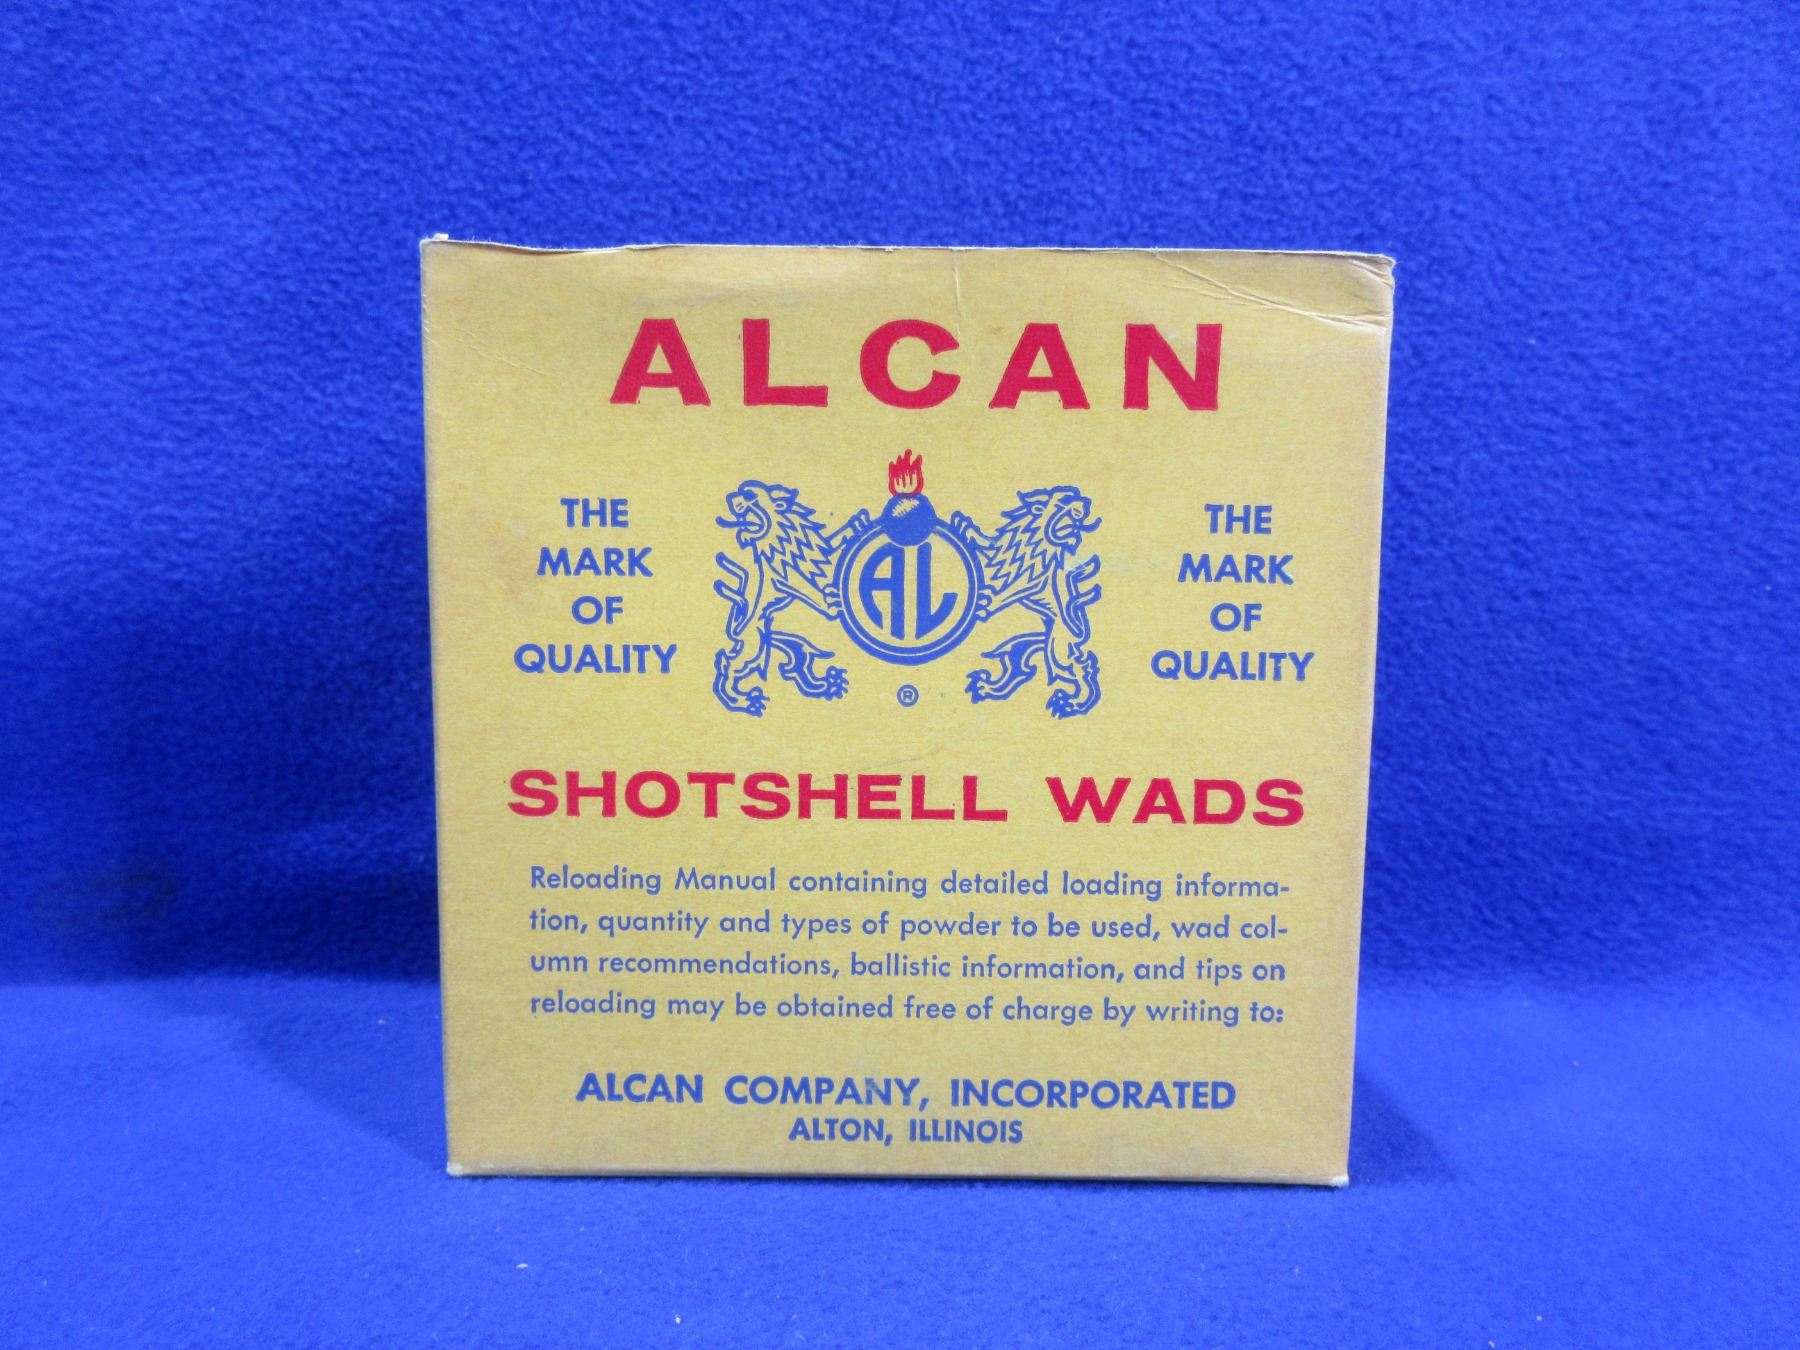 ALCAN
THE
MARK
OF
QUALITY
AL
®
THE
MARK
OF
QUALITY
SHOTSHELL WADS
Reloading Manual containing detailed loading informa-
tion, quantity and types of powder to be used, wad col-
umn recommendations, ballistic information, and tips on
reloading may be obtained free of charge by writing to:
ALCAN COMPANY, INCORPORATED
ALTON, ILLINOIS